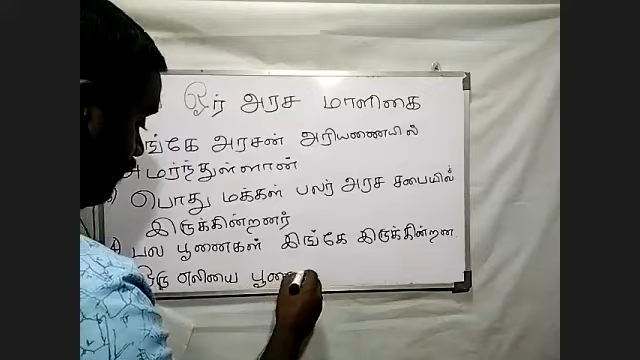 ஓர் அரச மாளிகை
ங்கே அரசன் அரியணையில்
அமர்ந்துள்ளான்
பொது மக்கள் பலர் அரச சபையில்
இருக்கின்றனர்
4) பல பூனைகள் இங்கே இருக்கின்றன.
ஒரு எலியை